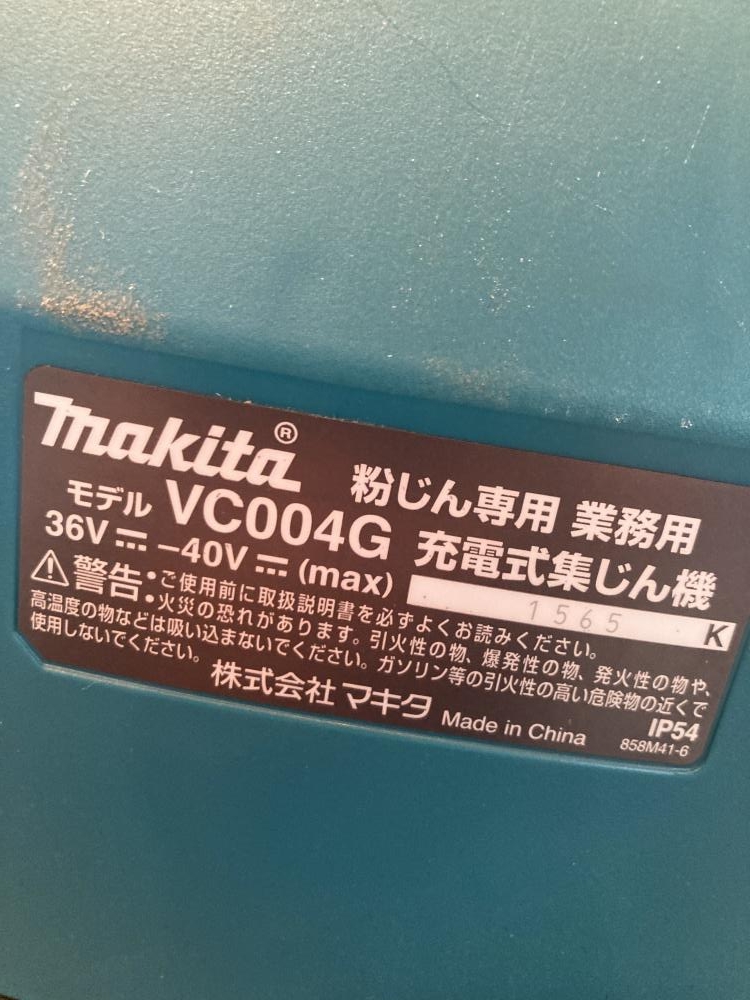 makita®
粉じん専用 業務用
モデル VC004G 充電式集じん機
36V⎓–40V⎓(max)
1565 K
⚠警告:ご使用前に取扱説明書を必ずよくお読みください。
火災の恐れがあります。引火性の物、爆発性の物、発火性の物や、
高温度の物などは吸い込まないでください。ガソリン等の引火性の高い危険物の近くで
使用しないでください。
株式会社 マキタ Made in China
IP54
858M41-6